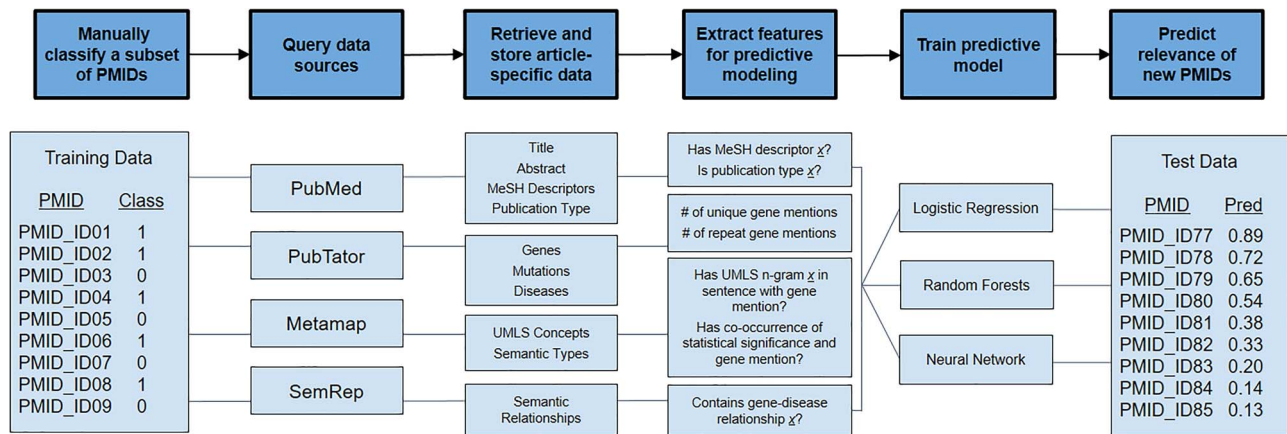 Manually
classify a subset
of PMIDs
Query data
sources
Retrieve and
store article-
specific data
Extract features
for predictive
modeling
Train predictive
model
Predict
relevance of
new PMIDs
Training Data
PMID Class
PMID_ID01 1
PMID_ID02 1
PMID_ID03 0
PMID_ID04 1
PMID_ID05 0
PMID_ID06 1
PMID_ID07 0
PMID_ID08 1
PMID_ID09 0
PubMed
PubTator
Metamap
SemRep
Title
Abstract
MeSH Descriptors
Publication Type
Genes
Mutations
Diseases
UMLS Concepts
Semantic Types
Semantic
Relationships
Has MeSH descriptor x?
Is publication type x?
# of unique gene mentions
# of repeat gene mentions
Has UMLS n-gram x in
sentence with gene
mention?
Has co-occurrence of
statistical significance and
gene mention?
Contains gene-disease
relationship x?
Logistic Regression
Random Forests
Neural Network
Test Data
PMID Pred
PMID_ID77 0.89
PMID_ID78 0.72
PMID_ID79 0.65
PMID_ID80 0.54
PMID_ID81 0.38
PMID_ID82 0.33
PMID_ID83 0.20
PMID_ID84 0.14
PMID_ID85 0.13